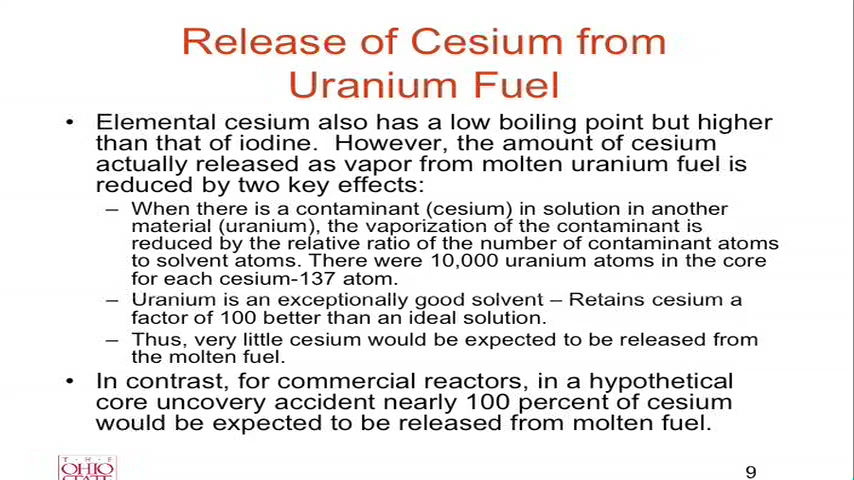 Release of Cesium from
Uranium Fuel
• Elemental cesium also has a low boiling point but higher
than that of iodine.  However, the amount of cesium
actually released as vapor from molten uranium fuel is
reduced by two key effects:
– When there is a contaminant (cesium) in solution in another
material (uranium), the vaporization of the contaminant is
reduced by the relative ratio of the number of contaminant atoms
to solvent atoms. There were 10,000 uranium atoms in the core
for each cesium-137 atom.
– Uranium is an exceptionally good solvent – Retains cesium a
factor of 100 better than an ideal solution.
– Thus, very little cesium would be expected to be released from
the molten fuel.
• In contrast, for commercial reactors, in a hypothetical
core uncovery accident nearly 100 percent of cesium
would be expected to be released from molten fuel.
T · H · E
OHIO
STATE
9